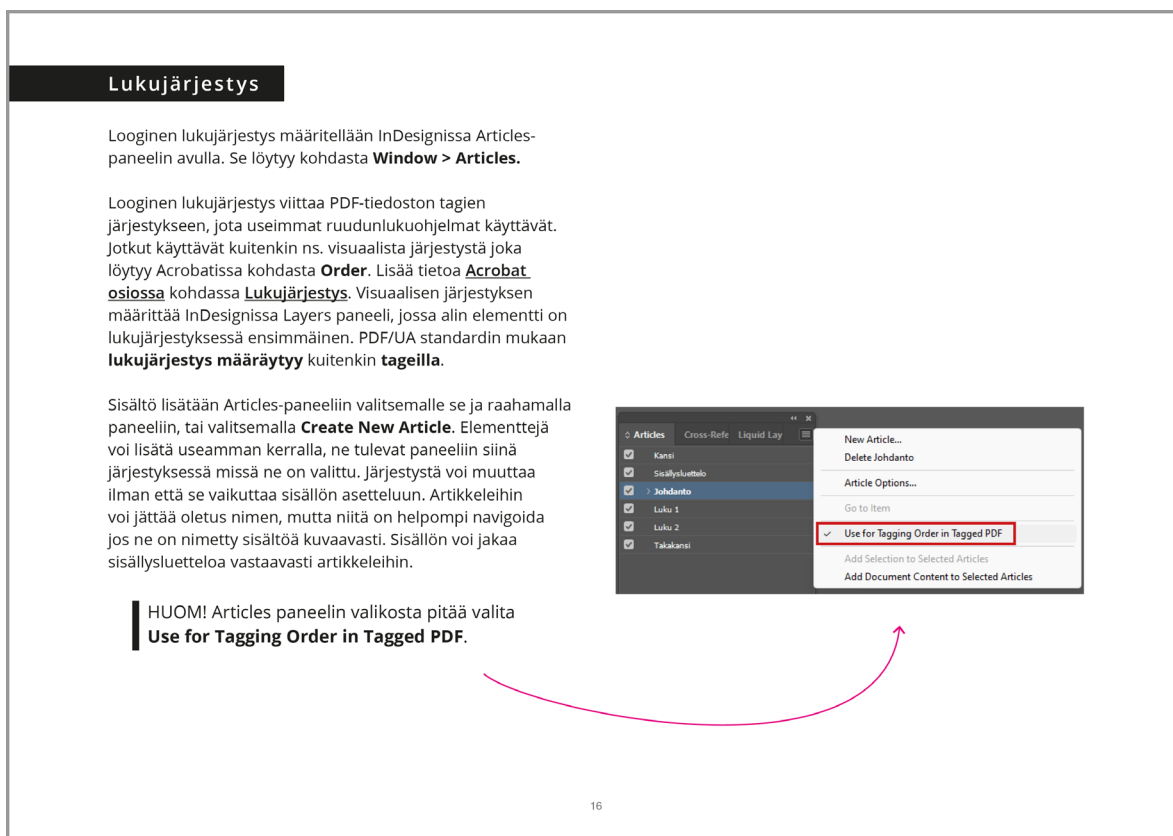 Lukujärjestys
Looginen lukujärjestys määritellään InDesignissa Articles-
paneelin avulla. Se löytyy kohdasta Window > Articles.
Looginen lukujärjestys viittaa PDF-tiedoston tagien
järjestykseen, jota useimmat ruudunlukuohjelmat käyttävät.
Jotkut käyttävät kuitenkin ns. visuaalista järjestystä joka
löytyy Acrobatissa kohdasta Order. Lisää tietoa Acrobat
osiossa kohdassa Lukujärjestys. Visuaalisen järjestyksen
määrittää InDesignissa Layers paneeli, jossa alin elementti on
lukujärjestyksessä ensimmäinen. PDF/UA standardin mukaan
lukujärjestys määräytyy kuitenkin tageilla.
Sisältö lisätään Articles-paneeliin valitsemalle se ja raahamalla
paneeliin, tai valitsemalla Create New Article. Elementtejä
voi lisätä useamman kerralla, ne tulevat paneeliin siinä
järjestyksessä missä ne on valittu. Järjestystä voi muuttaa
ilman että se vaikuttaa sisällön asetteluun. Artikkeleihin
voi jättää oletus nimen, mutta niitä on helpompi navigoida
jos ne on nimetty sisältöä kuvaavasti. Sisällön voi jakaa
sisällysluetteloa vastaavasti artikkeleihin.
HUOM! Articles paneelin valikosta pitää valita
Use for Tagging Order in Tagged PDF.
Articles Cross-Refe Liquid Lay
Kansi
Sisällysluettelo
Johdanto
Luku 1
Luku 2
Takakansi
New Article...
Delete Johdanto
Article Options...
Go to Item
Use for Tagging Order in Tagged PDF
Add Selection to Selected Articles
Add Document Content to Selected Articles
16